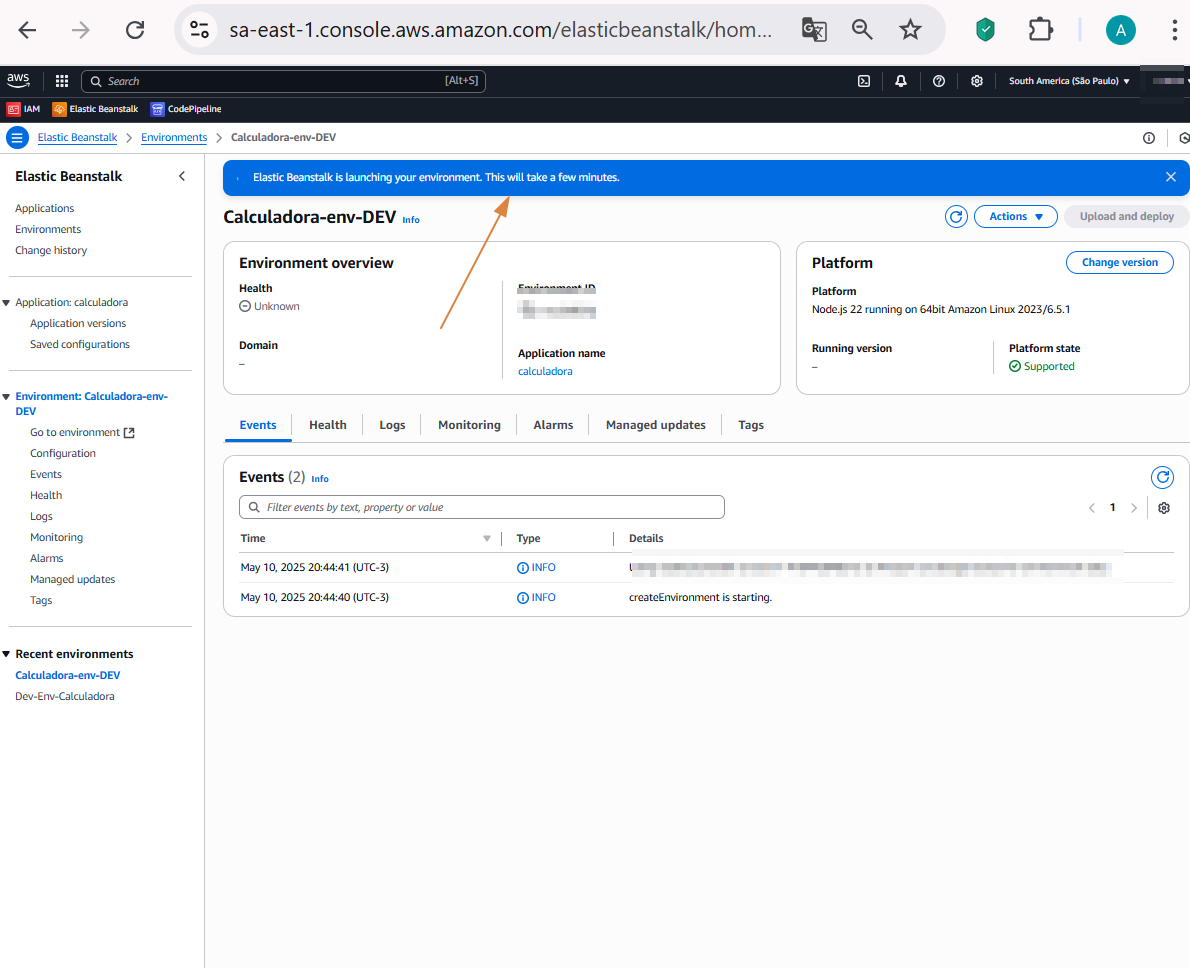 sa-east-1.console.aws.amazon.com/elasticbeanstalk/hom...
A
aws
Search
[Alt+S]
South America (São Paulo)
IAM
Elastic Beanstalk
CodePipeline
Elastic Beanstalk
Environments
Calculadora-env-DEV
Elastic Beanstalk
Applications
Environments
Change history
Application: calculadora
Application versions
Saved configurations
Environment: Calculadora-env-
DEV
Go to environment
Configuration
Events
Health
Logs
Monitoring
Alarms
Managed updates
Tags
Recent environments
Calculadora-env-DEV
Dev-Env-Calculadora
Elastic Beanstalk is launching your environment. This will take a few minutes.
Calculadora-env-DEV Info
Actions
Upload and deploy
Environment overview
Health
Unknown
Domain
–
Environment ID
Application name
calculadora
Platform
Change version
Platform
Node.js 22 running on 64bit Amazon Linux 2023/6.5.1
Running version
–
Platform state
Supported
Events
Health
Logs
Monitoring
Alarms
Managed updates
Tags
Events (2) Info
Filter events by text, property or value
1
Time Type Details
May 10, 2025 20:44:41 (UTC-3) INFO
May 10, 2025 20:44:40 (UTC-3) INFO createEnvironment is starting.